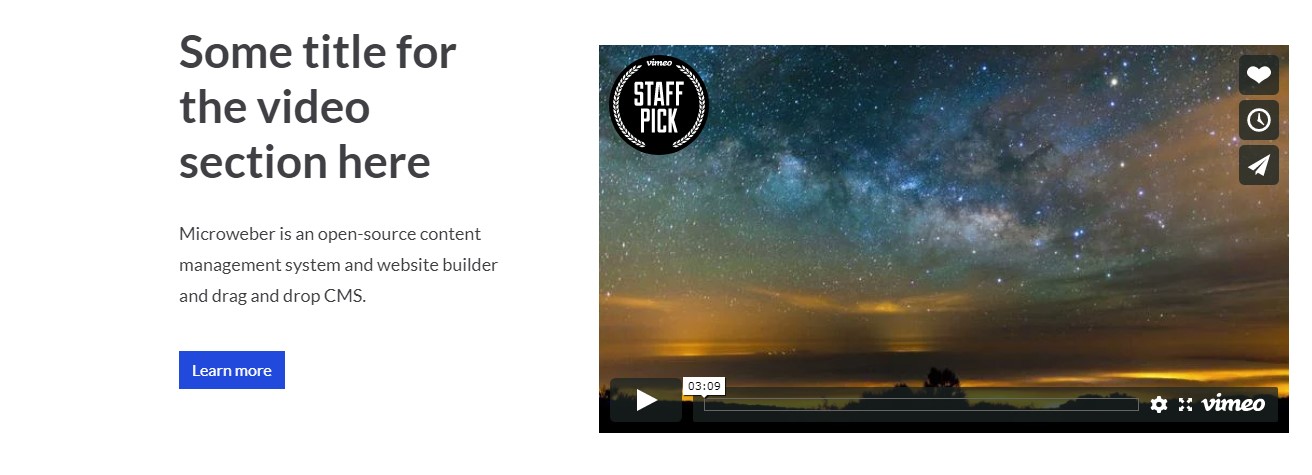 Some title for
the video
section here
Microweber is an open-source content
management system and website builder
and drag and drop CMS.
Learn more
vimeo
STAFF
PICK
03:09
vimeo